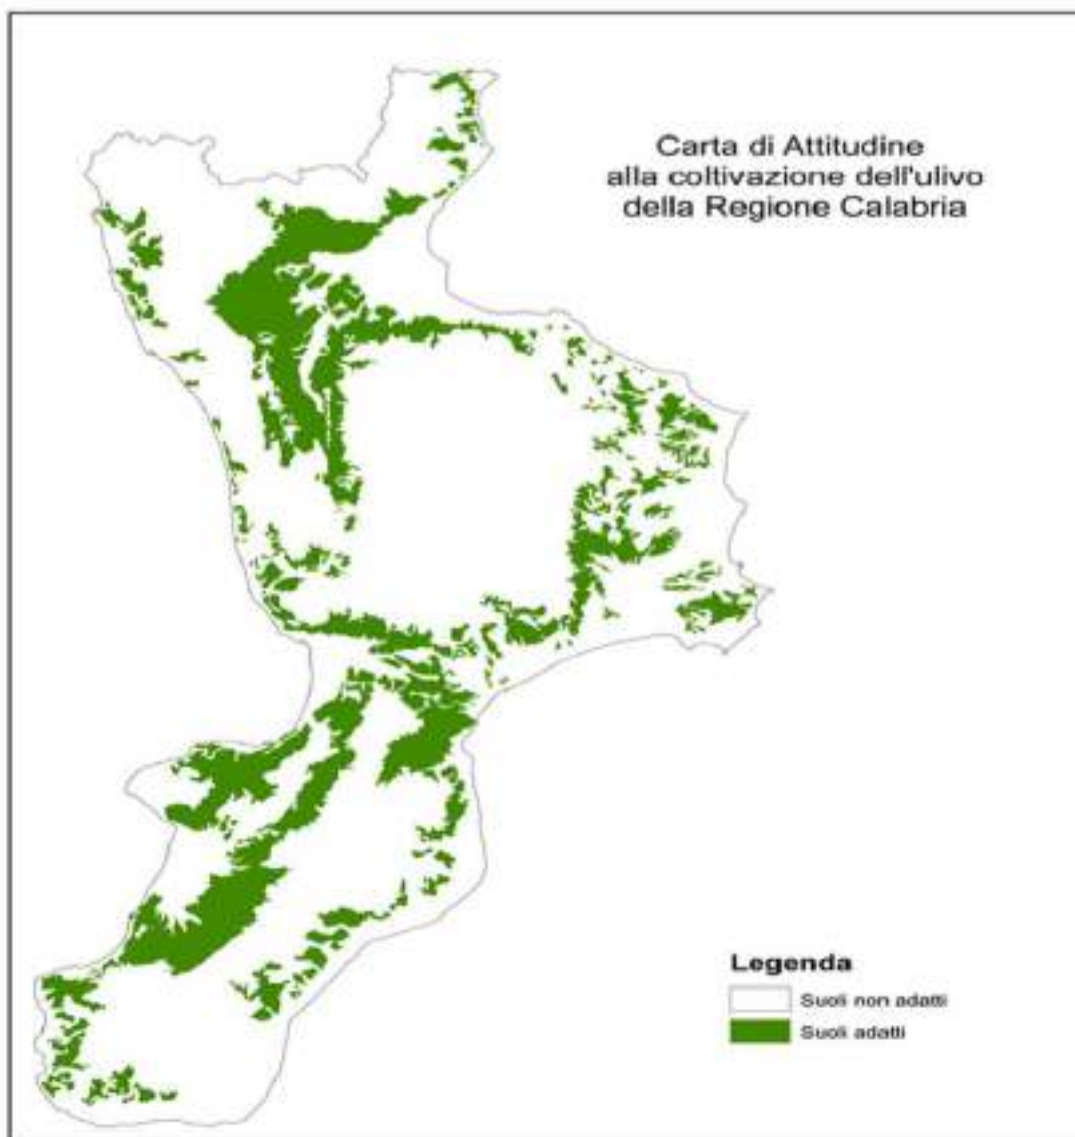 Carta di Attitudine
alla coltivazione dell'ulivo
della Regione Calabria
Legenda
Suoli non adatti
Suoli adatti